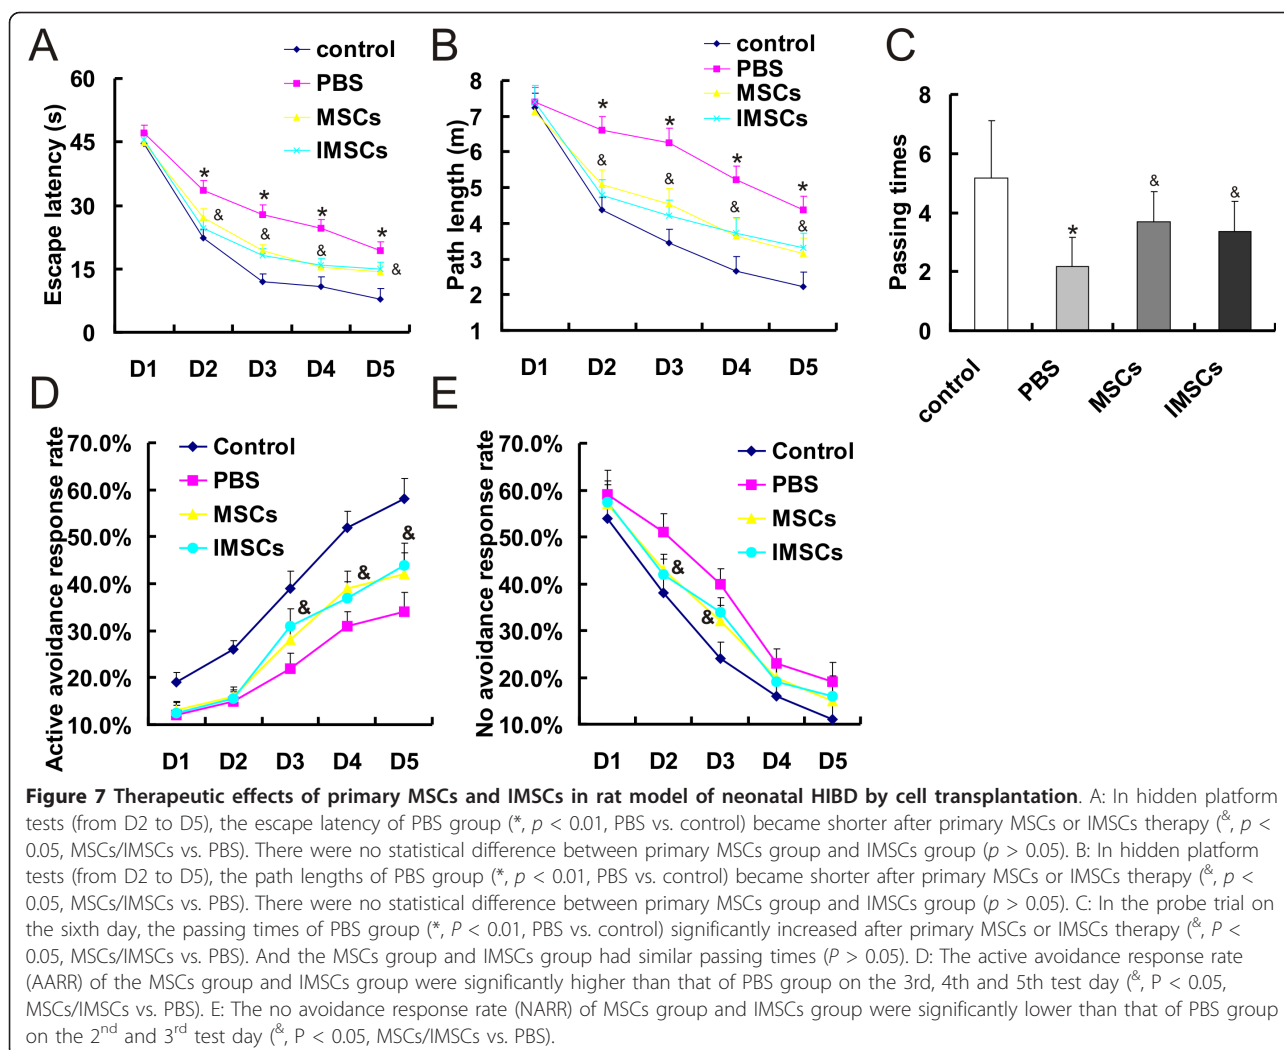 A
control
PBS
MSCs
IMSCs
Escape latency (s)
60
45
30
15
0
*
*
*
*
&
&
&
&
D1 D2 D3 D4 D5
B
control
PBS
MSCs
IMSCs
Path length (m)
8
7
6
5
4
3
2
1
*
*
*
*
&
&
&
&
D1 D2 D3 D4 D5
C
Passing times
8
6
4
2
0
*
&
&
control PBS MSCs IMSCs
D
Control
PBS
MSCs
IMSCs
Active avoidance response rate
70.0%
60.0%
50.0%
40.0%
30.0%
20.0%
10.0%
&
&
&
D1 D2 D3 D4 D5
E
Control
PBS
MSCs
IMSCs
No avoidance response rate
70.0%
60.0%
50.0%
40.0%
30.0%
20.0%
10.0%
&
&
D1 D2 D3 D4 D5
Figure 7 Therapeutic effects of primary MSCs and IMSCs in rat model of neonatal HIBD by cell transplantation. A: In hidden platform
tests (from D2 to D5), the escape latency of PBS group (*, p < 0.01, PBS vs. control) became shorter after primary MSCs or IMSCs therapy (&, p <
0.05, MSCs/IMSCs vs. PBS). There were no statistical difference between primary MSCs group and IMSCs group (p > 0.05). B: In hidden platform
tests (from D2 to D5), the path lengths of PBS group (*, p < 0.01, PBS vs. control) became shorter after primary MSCs or IMSCs therapy (&, p <
0.05, MSCs/IMSCs vs. PBS). There were no statistical difference between primary MSCs group and IMSCs group (p > 0.05). C: In the probe trial on
the sixth day, the passing times of PBS group (*, P < 0.01, PBS vs. control) significantly increased after primary MSCs or IMSCs therapy (&, P <
0.05, MSCs/IMSCs vs. PBS). And the MSCs group and IMSCs group had similar passing times (P > 0.05). D: The active avoidance response rate
(AARR) of the MSCs group and IMSCs group were significantly higher than that of PBS group on the 3rd, 4th and 5th test day (&, P < 0.05,
MSCs/IMSCs vs. PBS). E: The no avoidance response rate (NARR) of MSCs group and IMSCs group were significantly lower than that of PBS group
on the 2nd and 3rd test day (&, P < 0.05, MSCs/IMSCs vs. PBS).